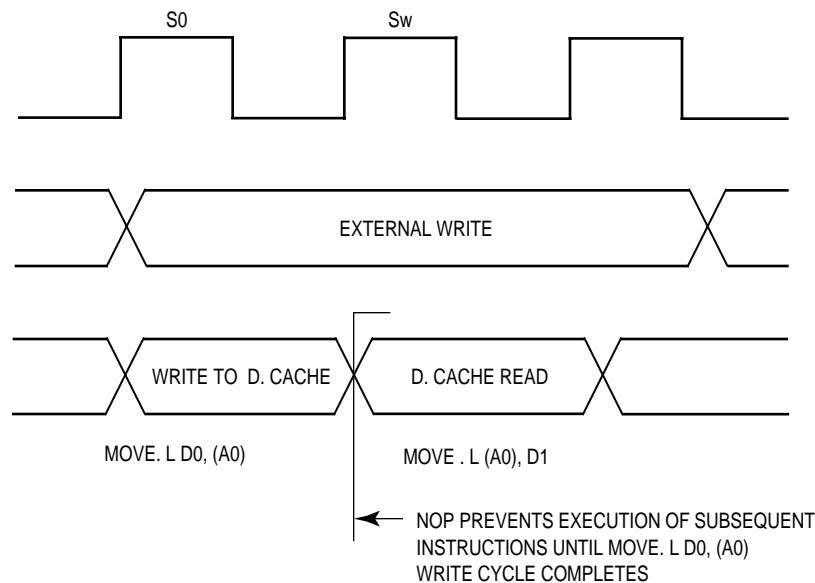 S0
Sw
EXTERNAL WRITE
WRITE TO D. CACHE
D. CACHE READ
MOVE. L D0, (A0)
MOVE . L (A0), D1
NOP PREVENTS EXECUTION OF SUBSEQUENT
INSTRUCTIONS UNTIL MOVE. L D0, (A0)
WRITE CYCLE COMPLETES